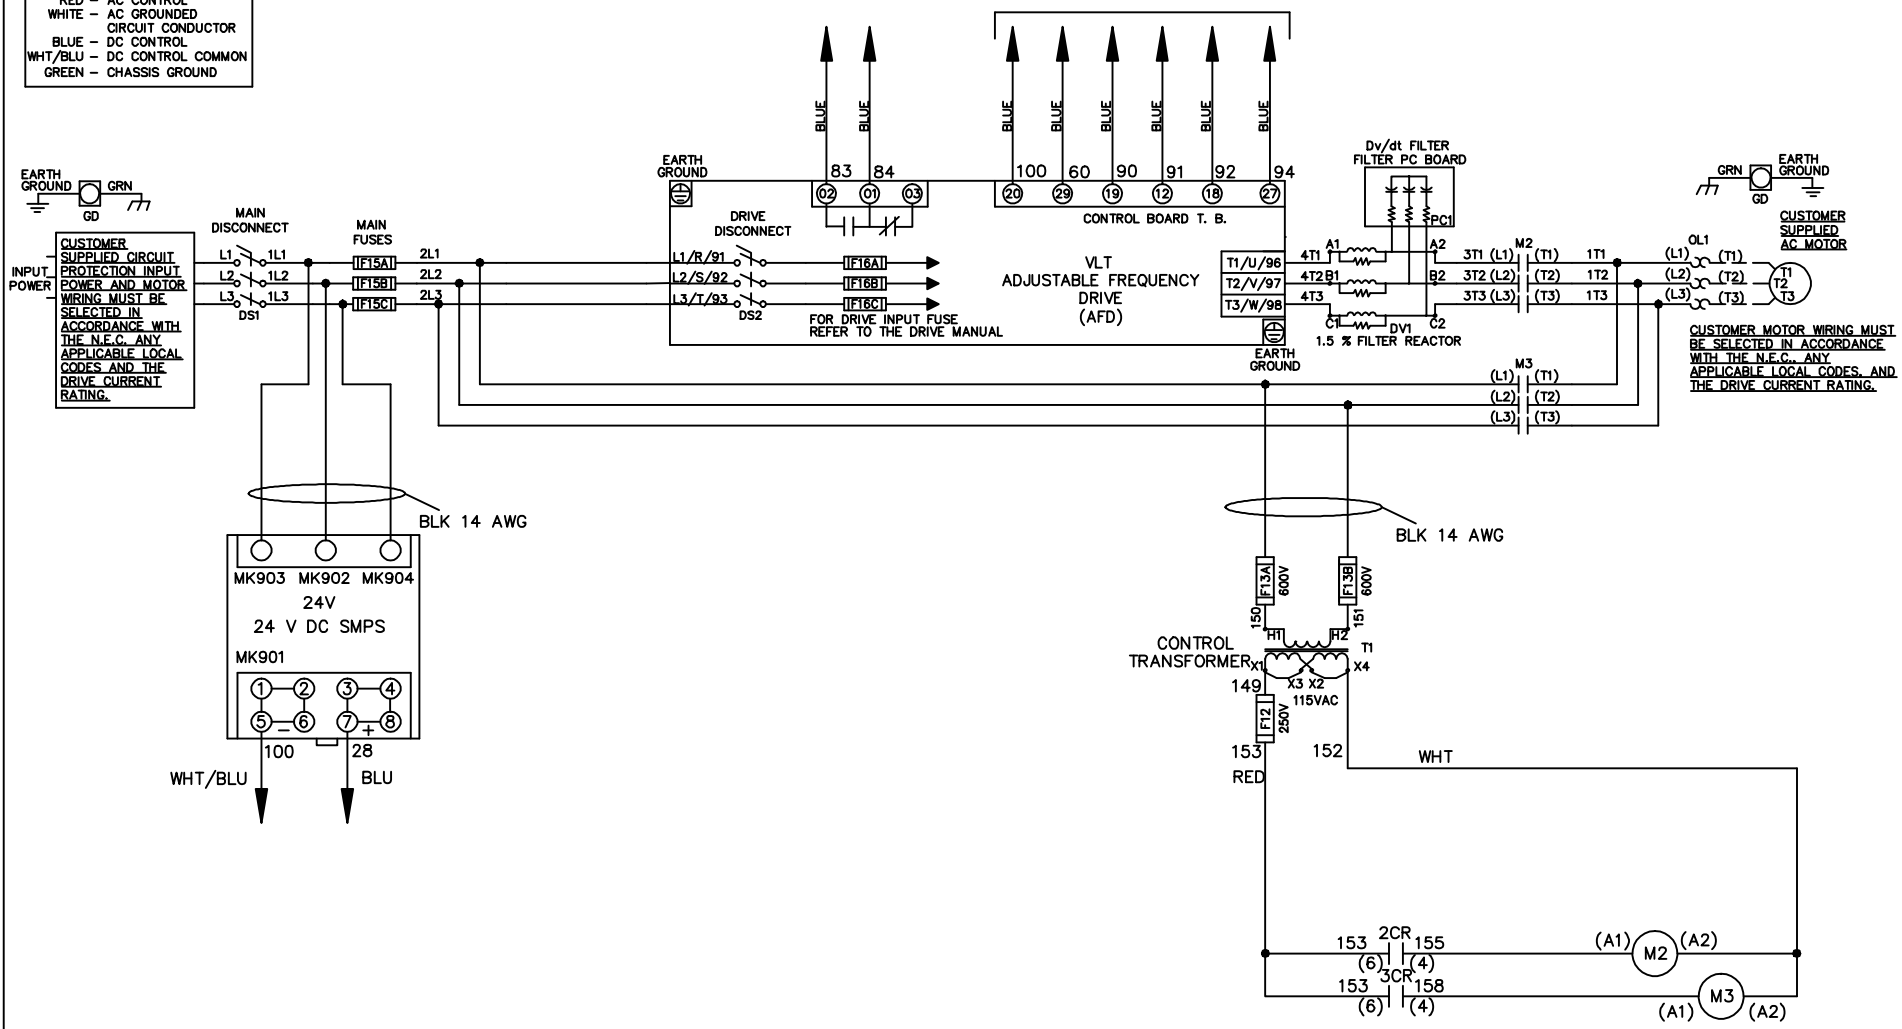 RED – AC CONTROL
WHITE – AC GROUNDED
CIRCUIT CONDUCTOR
BLUE – DC CONTROL
WHT/BLU – DC CONTROL COMMON
GREEN – CHASSIS GROUND
BLUE
BLUE
BLUE
BLUE
BLUE
BLUE
BLUE
BLUE
83
84
100
60
90
91
92
94
02
01
03
20
29
19
12
18
27
CONTROL BOARD T. B.
EARTH
GROUND
GRN
GD
INPUT
POWER
CUSTOMER
SUPPLIED CIRCUIT
PROTECTION INPUT
POWER AND MOTOR
WIRING MUST BE
SELECTED IN
ACCORDANCE WITH
THE N.E.C. ANY
APPLICABLE LOCAL
CODES AND THE
DRIVE CURRENT
RATING.
MAIN
DISCONNECT
L1
1L1
L2
1L2
L3
1L3
DS1
MAIN
FUSES
F15A
F15B
F15C
2L1
2L2
2L3
EARTH
GROUND
DRIVE
DISCONNECT
L1/R/91
L2/S/92
L3/T/93
DS2
F16A
F16B
F16C
FOR DRIVE INPUT FUSE
REFER TO THE DRIVE MANUAL
VLT
ADJUSTABLE FREQUENCY
DRIVE
(AFD)
T1/U/96
T2/V/97
T3/W/98
EARTH
GROUND
4T1
4T2
4T3
A1
A2
B1
B2
C1
C2
DV1
1.5 % FILTER REACTOR
Dv/dt FILTER
FILTER PC BOARD
PC1
3T1 (L1)
M2
(T1)
1T1
3T2 (L2)
(T2)
1T2
3T3 (L3)
(T3)
1T3
OL1
(L1)
(T1)
(L2)
(T2)
(L3)
(T3)
T1
T2
T3
GRN
EARTH
GROUND
GD
CUSTOMER
SUPPLIED
AC MOTOR
CUSTOMER MOTOR WIRING MUST
BE SELECTED IN ACCORDANCE
WITH THE N.E.C., ANY
APPLICABLE LOCAL CODES, AND
THE DRIVE CURRENT RATING.
M3
(L1)
(T1)
(L2)
(T2)
(L3)
(T3)
BLK 14 AWG
MK903
MK902
MK904
24V
24 V DC SMPS
MK901
1
2
3
4
5
6
7
8
–
+
100
28
WHT/BLU
BLU
BLK 14 AWG
F13A
600V
F13B
600V
150
151
H1
H2
T1
CONTROL
TRANSFORMER
X1
X3 X2
X4
115VAC
149
F12
250V
153
RED
152
WHT
153
2CR
155
(6)
(4)
(A1)
M2
(A2)
153
3CR
158
(6)
(4)
(A1)
M3
(A2)